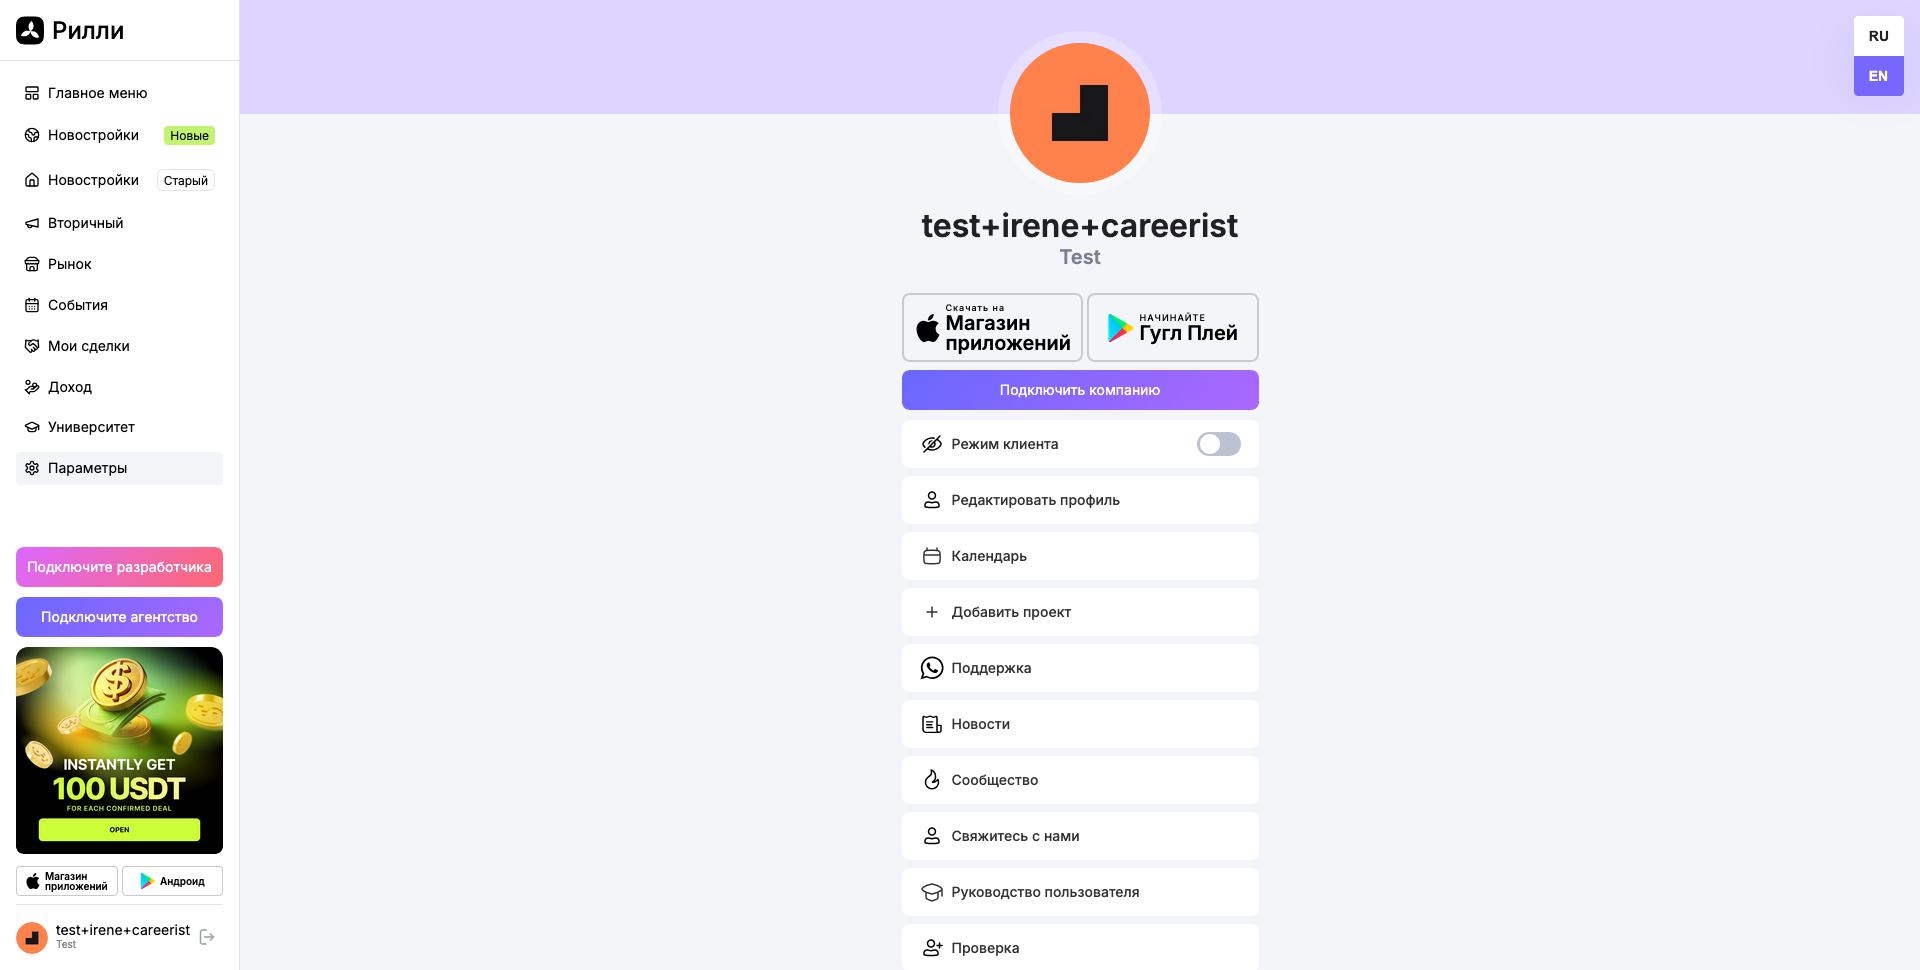 Рилли
Главное меню
Новостройки
Новые
Новостройки
Старый
Вторичный
Рынок
События
Мои сделки
Доход
Университет
Параметры
Подключите разработчика
Подключите агентство
INSTANTLY GET
100 USDT
FOR EACH CONFIRMED DEAL
OPEN
Магазин
приложений
Андроид
test+irene+careerist
Test
RU
EN
test+irene+careerist
Test
Скачать на
Магазин
приложений
НАЧИНАЙТЕ
Гугл Плей
Подключить компанию
Режим клиента
Редактировать профиль
Календарь
Добавить проект
Поддержка
Новости
Сообщество
Свяжитесь с нами
Руководство пользователя
Проверка